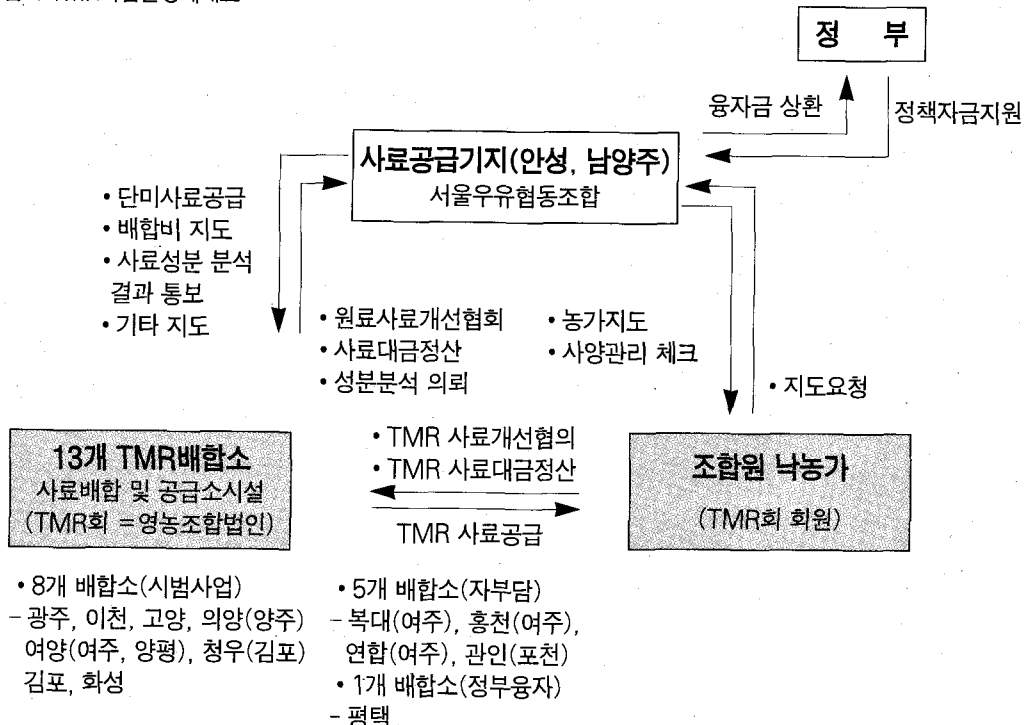 정 부
융자금 상환
정책자금지원
사료공급기지(안성, 남양주)
서울우유협동조합
• 단미사료공급
• 배합비 지도
• 사료성분 분석
결과 통보
• 기타 지도
• 원료사료개선협회
• 사료대금정산
• 성분분석 의뢰
• 농가지도
• 사양관리 체크
• 지도요청
13개 TMR배합소
사료배합 및 공급소시설
(TMR회 =영농조합법인)
• TMR 사료개선협의
• TMR 사료대금정산
TMR 사료공급
조합원 낙농가
(TMR회 회원)
• 8개 배합소(시범사업)
- 광주, 이천, 고양, 의양(양주)
여양(여주, 양평), 청우(김포)
김포, 화성
• 5개 배합소(자부담)
- 복대(여주), 홍천(여주),
연합(여주), 관인(포천)
• 1개 배합소(정부융자)
- 평택